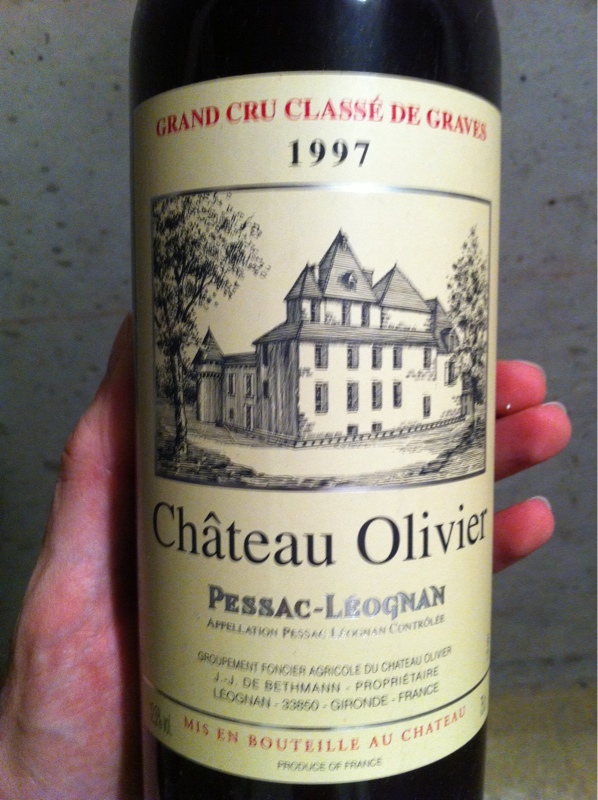 GRAND CRU CLASSÉ DE GRAVES
1997
Château Olivier
PESSAC-LÉOGNAN
APPELLATION PESSAC LÉOGNAN CONTRÔLÉE
GROUPEMENT FONCIER AGRICOLE DU CHATEAU OLIVIER
J.-J. DE BETHMANN - PROPRIÉTAIRE
LÉOGNAN - 33850 - GIRONDE - FRANCE
MIS EN BOUTEILLE AU CHATEAU
PRODUCE OF FRANCE